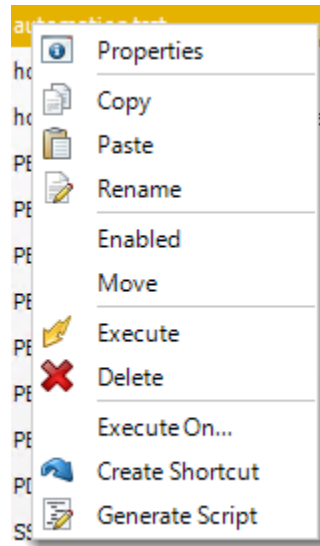 Properties
Copy
Paste
Rename
Enabled
Move
Execute
Delete
Execute On...
Create Shortcut
Generate Script